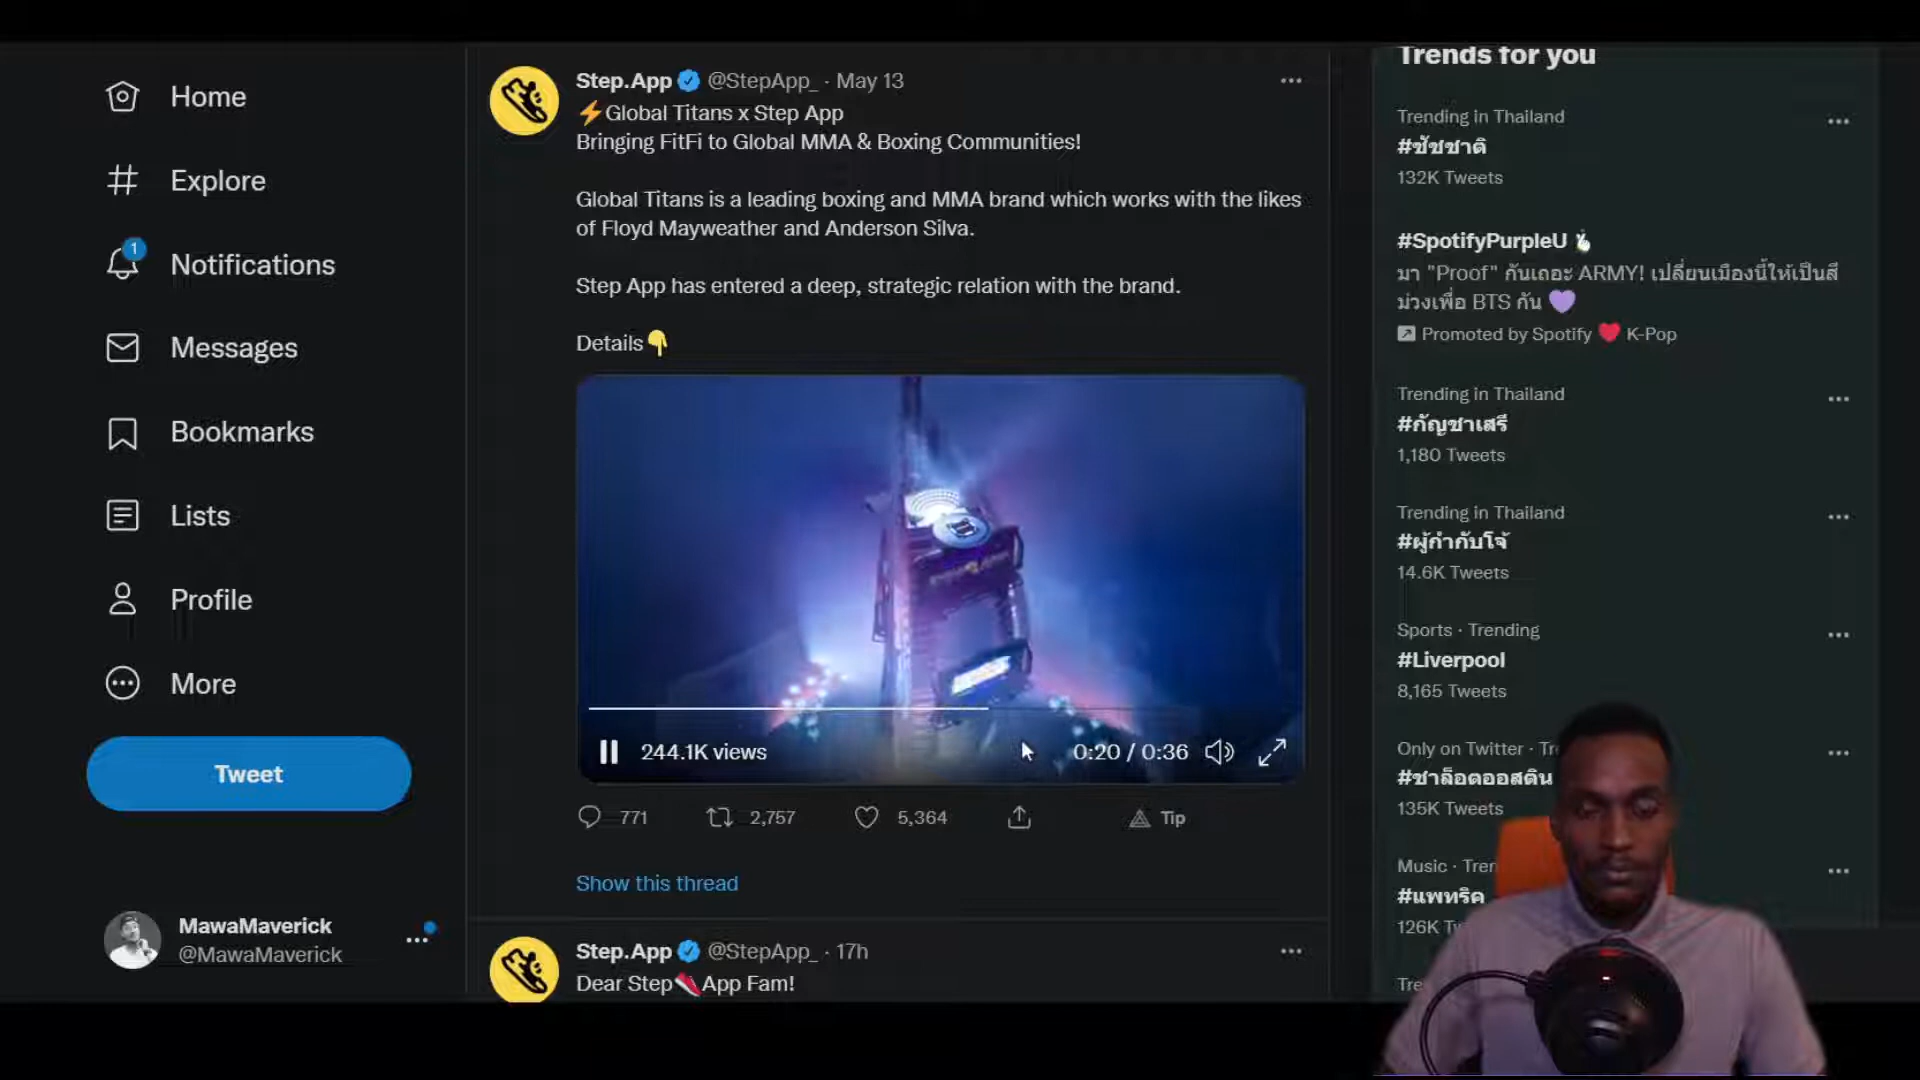 Home
Explore
1
Notifications
Messages
Bookmarks
Lists
Profile
More
Tweet
MawaMaverick
@MawaMaverick
Step.App @StepApp_ · May 13
⚡Global Titans x Step App
Bringing FitFi to Global MMA & Boxing Communities!
Global Titans is a leading boxing and MMA brand which works with the likes
of Floyd Mayweather and Anderson Silva.
Step App has entered a deep, strategic relation with the brand.
Details👇
244.1K views
0:20 / 0:36
771
2,757
5,364
Tip
Show this thread
Step.App @StepApp_ · 17h
Dear Step👟App Fam!
Trends for you
Trending in Thailand
#ชัชชาติ
132K Tweets
#SpotifyPurpleU
มา "Proof" กันเถอะ ARMY! เปลี่ยนเมืองนี้ให้เป็นสี
ม่วงเพื่อ BTS กัน 💜
Promoted by Spotify ❤️ K-Pop
Trending in Thailand
#กัญชาเสรี
1,180 Tweets
Trending in Thailand
#ผู้กำกับโจ้
14.6K Tweets
Sports · Trending
#Liverpool
8,165 Tweets
Only on Twitter · Tr
#ชาล็อตออสติน
135K Tweets
Music · Tren
#แพทริค
126K Tw
Tre